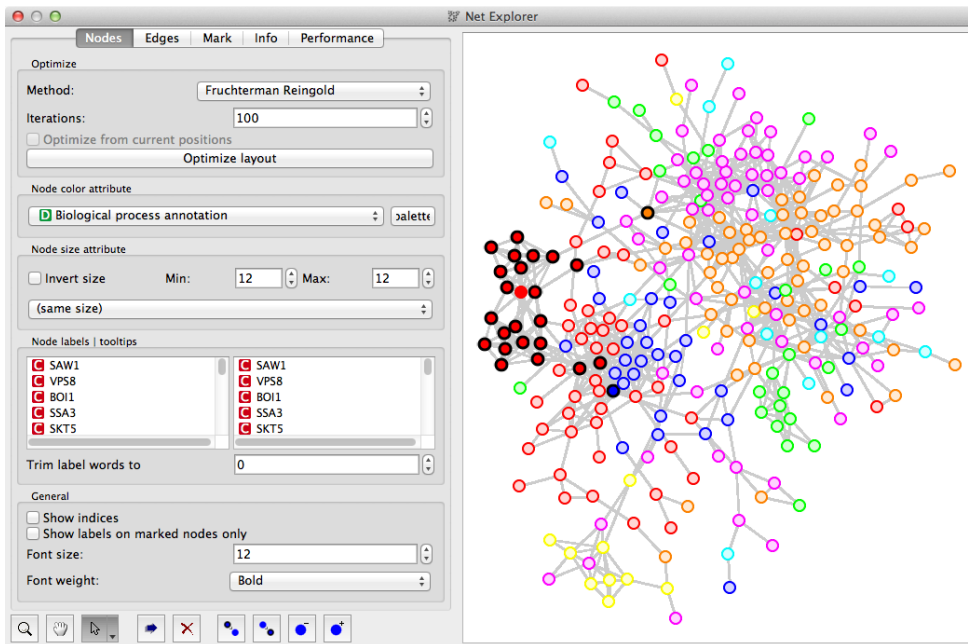 Net Explorer
Nodes Edges Mark Info Performance
Optimize
Method: Fruchterman Reingold
Iterations: 100
Optimize from current positions
Optimize layout
Node color attribute
D Biological process annotation palette
Node size attribute
Invert size Min: 12 Max: 12
(same size)
Node labels | tooltips
C SAW1 C SAW1
C VPS8 C VPS8
C BOI1 C BOI1
C SSA3 C SSA3
C SKT5 C SKT5
Trim label words to 0
General
Show indices
Show labels on marked nodes only
Font size: 12
Font weight: Bold